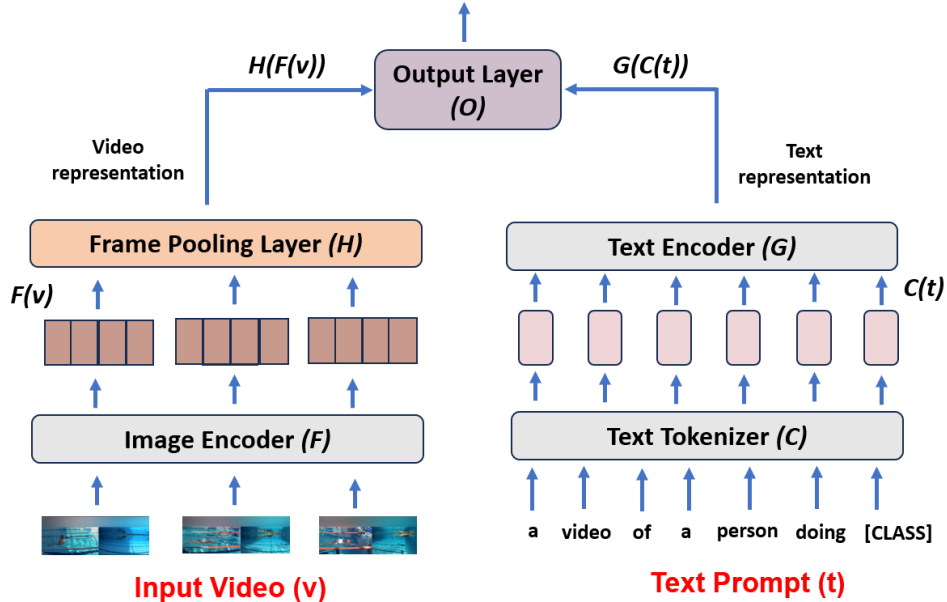 H(F(v))
Output Layer
(O)
G(C(t))
Video
representation
Text
representation
Frame Pooling Layer (H)
Text Encoder (G)
F(v)
C(t)
Image Encoder (F)
Text Tokenizer (C)
a video of a person doing [CLASS]
Input Video (v)
Text Prompt (t)